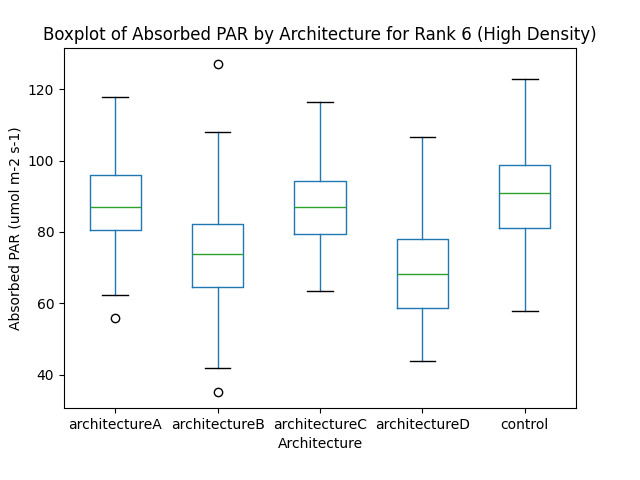 Boxplot of Absorbed PAR by Architecture for Rank 6 (High Density)
Absorbed PAR (umol m-2 s-1)
120
100
80
60
40
architectureA architectureB architectureC architectureD control
Architecture